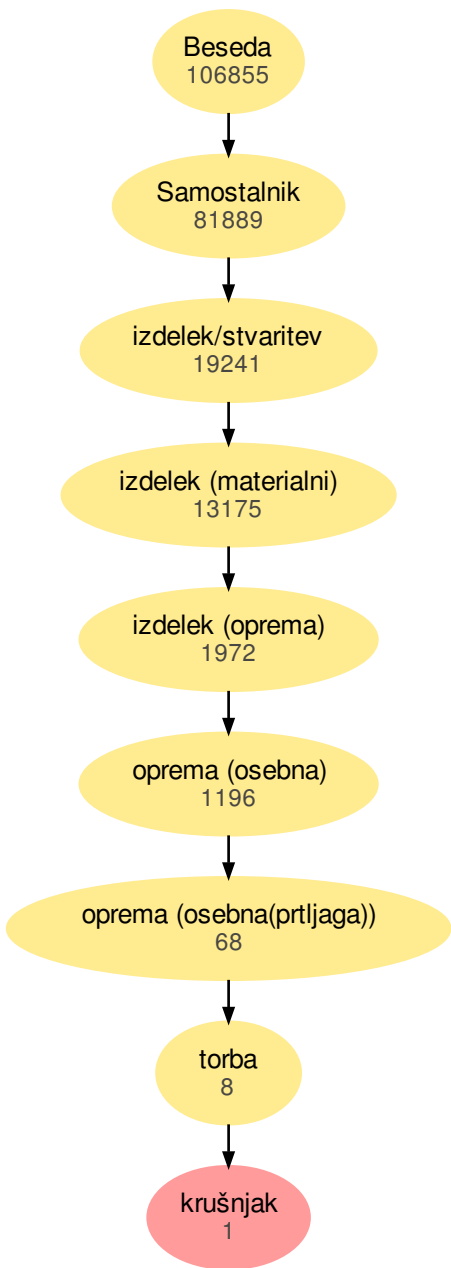 Beseda
106855
Samostalnik
81889
izdelek/stvaritev
19241
izdelek (materialni)
13175
izdelek (oprema)
1972
oprema (osebna)
1196
oprema (osebna(prtljaga))
68
torba
8
krušnjak
1